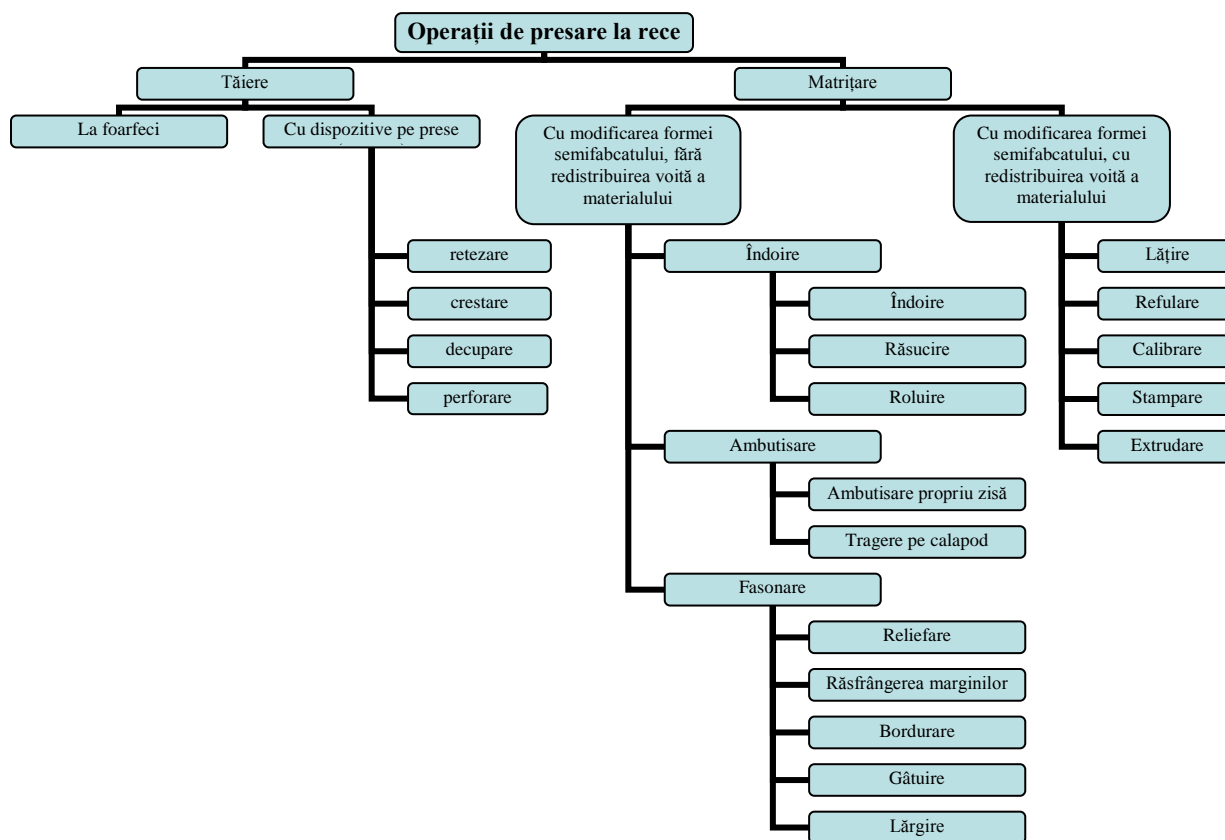 Operații de presare la rece
Tăiere
Matrițare
La foarfeci
Cu dispozitive pe prese
Cu modificarea formei
semifabcatului, fără
redistribuirea voită a
materialului
Cu modificarea formei
semifabcatului, cu
redistribuirea voită a
materialului
retezare
crestare
decupare
perforare
Îndoire
Îndoire
Răsucire
Roluire
Ambutisare
Ambutisare propriu zisă
Tragere pe calapod
Fasonare
Reliefare
Răsfrângerea marginilor
Bordurare
Gâtuire
Lărgire
Lățire
Refulare
Calibrare
Stampare
Extrudare